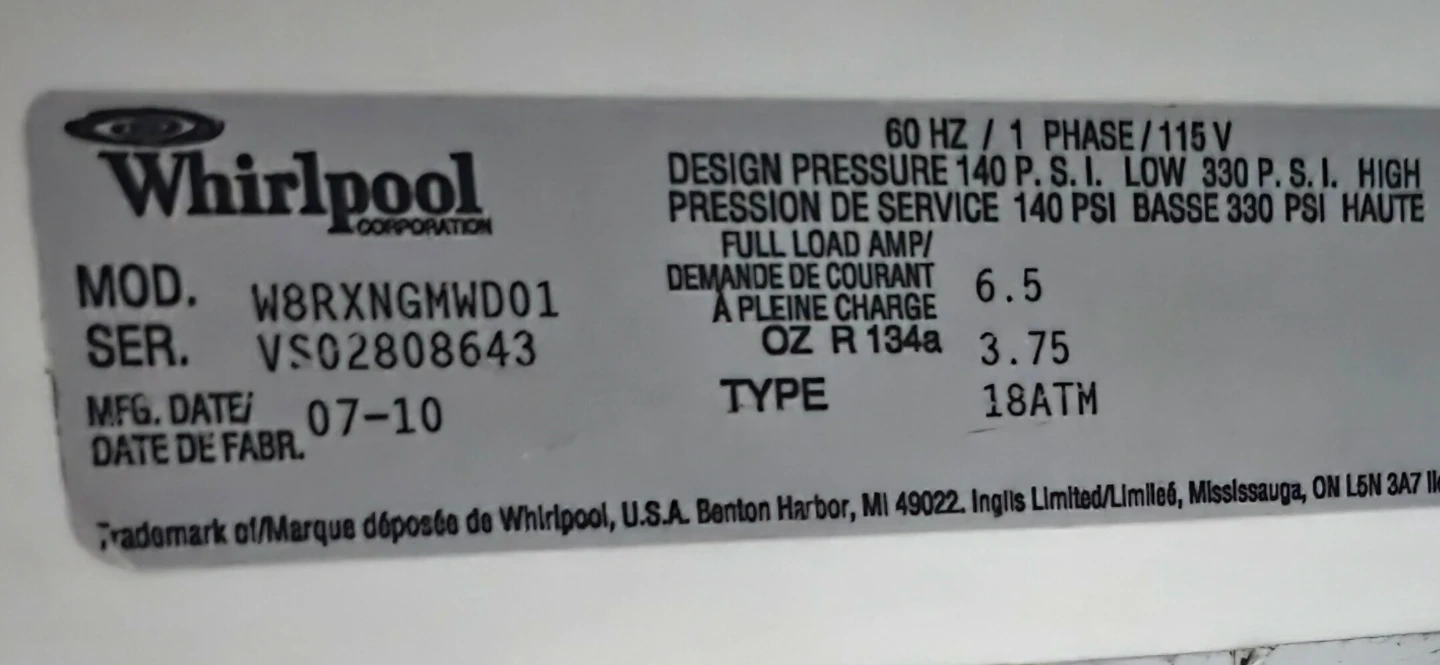 Whirlpool
CORPORATION
MOD. W8RXNGMWD01
SER. VS02808643
MFG. DATE/
DATE DE FABR. 07-10
60 HZ / 1 PHASE / 115 V
DESIGN PRESSURE 140 P. S. I. LOW 330 P. S. I. HIGH
PRESSION DE SERVICE 140 PSI BASSE 330 PSI HAUTE
FULL LOAD AMP/
DEMANDE DE COURANT 6.5
À PLEINE CHARGE
OZ R 134a 3.75
TYPE 18ATM
Trademark of/Marque déposée de Whirlpool, U.S.A. Benton Harbor, MI 49022. Inglis Limited/Limiteé, Mississauga, ON L5N 3A7